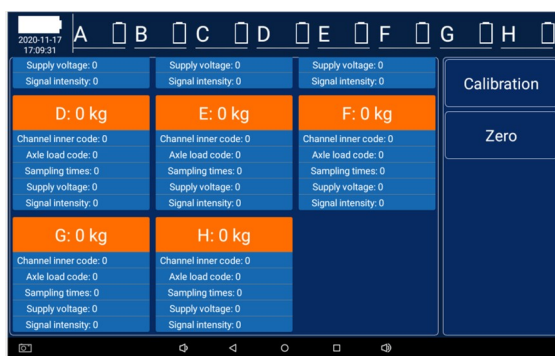 2020-11-17
17:09:31
A B C D E F G H
Supply voltage: 0 Supply voltage: 0 Supply voltage: 0
Signal intensity: 0 Signal intensity: 0 Signal intensity: 0
Calibration
D: 0 kg E: 0 kg F: 0 kg
Zero
Channel inner code: 0 Channel inner code: 0 Channel inner code: 0
Axle load code: 0 Axle load code: 0 Axle load code: 0
Sampling times: 0 Sampling times: 0 Sampling times: 0
Supply voltage: 0 Supply voltage: 0 Supply voltage: 0
Signal intensity: 0 Signal intensity: 0 Signal intensity: 0
G: 0 kg H: 0 kg
Channel inner code: 0 Channel inner code: 0
Axle load code: 0 Axle load code: 0
Sampling times: 0 Sampling times: 0
Supply voltage: 0 Supply voltage: 0
Signal intensity: 0 Signal intensity: 0